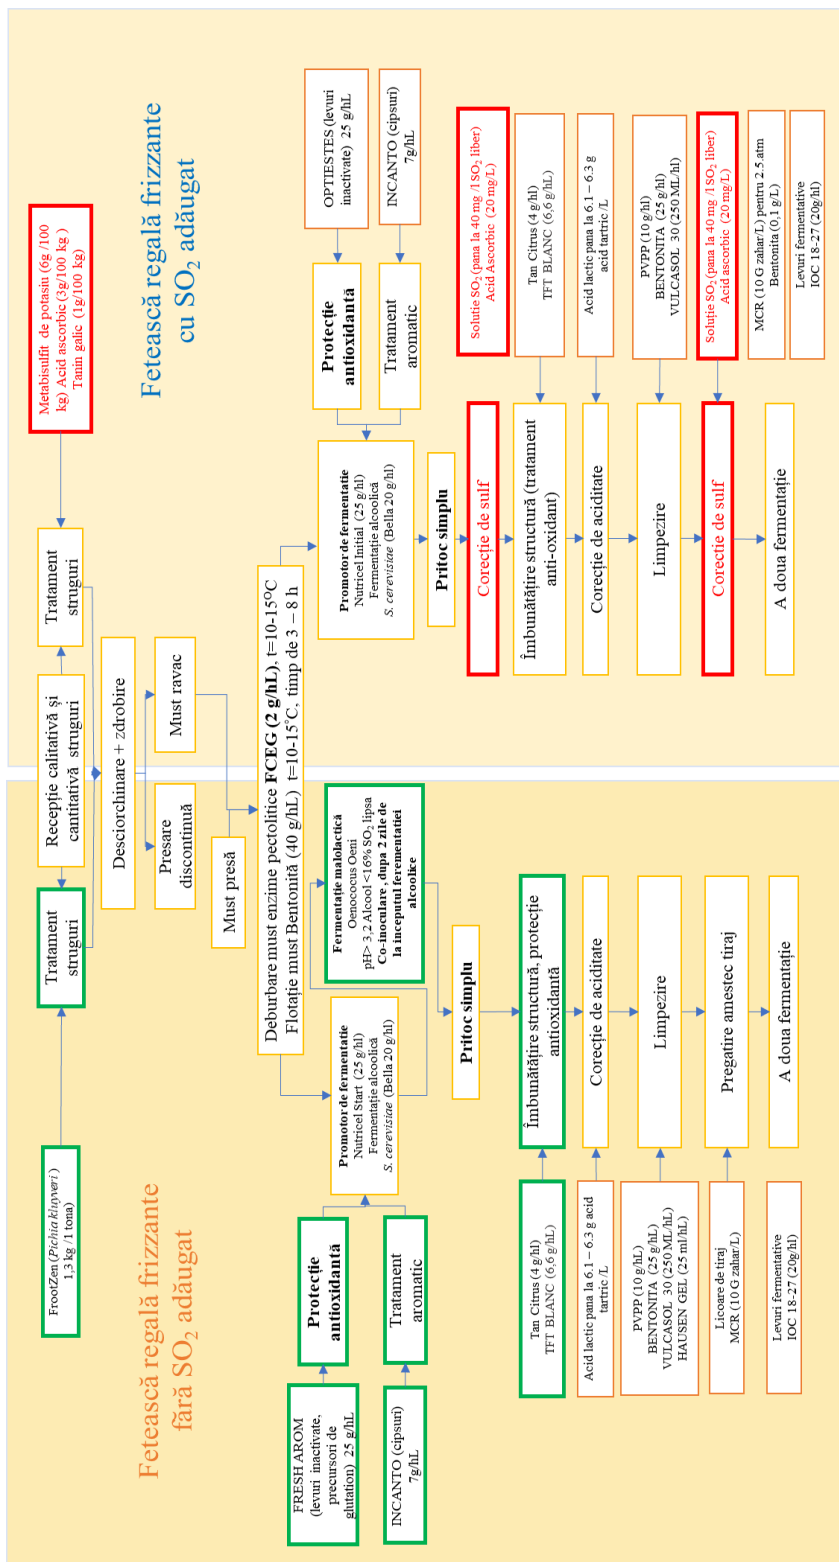 Fetească regală frizzante
fără SO2 adăugat
Fetească regală frizzante
cu SO2 adăugat
FrootZen (Pichia kluyveri)
1,3 kg /1 tona)
Tratament
struguri
Recepție calitativă și
cantitativă struguri
Tratament
struguri
Metabisulfit de potasiu (6g /100
kg) Acid ascorbic (3g/100 kg )
Tanin galic (1g/100 kg)
Desciorchinare + zdrobire
Presare
discontinuă
Must ravac
Must presă
Deburbare must enzime pectolitice FCEG (2 g/hL), t=10-15°C
Flotație must Bentonită (40 g/hL) t=10-15°C, timp de 3 – 8 h
FRESH AROM
(levuri inactivate,
precursori de
glutation) 25 g/hL
Protecție
antioxidantă
INCANTO (cipsuri)
7g/hL
Tratament
aromatic
Promotor de fermentatie
Nutricel Start (25 g/hl)
Fermentație alcoolică
S. cerevisiae (Bella 20 g/hl)
Fermentație malolactică
Oenococus Oeni
pH> 3,2 Alcool <16% SO2 lipsa
Co-inoculare , dupa 2 zile de
la inceputul ferementatiei
alcoolice
Promotor de fermentatie
Nutricel Initial (25 g/hl)
Fermentație alcoolică
S. cerevisiae (Bella 20 g/hl)
Protecție
antioxidantă
OPTIESTES (levuri
inactivate) 25 g/hL
Tratament
aromatic
INCANTO (cipsuri)
7g/hL
Pritoc simplu
Pritoc simplu
Corecție de sulf
Solutie SO2 (pana la 40 mg /l SO2 liber)
Acid Ascorbic (20 mg/L)
Tan Citrus (4 g/hl)
TFT BLANC (6,6 g/hL)
Îmbunătățire structură, protecție
antioxidantă
Îmbunătățire structură (tratament
anti-oxidant)
Tan Citrus (4 g/hl)
TFT BLANC (6,6 g/hL)
Acid lactic pana la 6.1 – 6.3 g acid
tartric/L
Corecție de aciditate
Corecție de aciditate
Acid lactic pana la 6.1 – 6.3 g
acid tartric /L
PVPP (10 g/hL)
BENTONITA (25 g/hL)
VULCASOL 30 (250 ML/hl)
HAUSEN GEL (25 ml/hL)
Limpezire
Limpezire
PVPP (10 g/hl)
BENTONITA (25 g/hl)
VULCASOL 30 (250 ML/hl)
Licoare de tiraj
MCR (10 G zahar/L)
Pregatire amestec tiraj
Corectie de sulf
Soluție SO2 (pana la 40 mg /l SO2 liber)
Acid ascorbic (20 mg/L)
Levuri fermentative
IOC 18-27 (20g/hl)
A doua fermentație
A doua fermentație
MCR (10 G zahar/L) pentru 2.5.atm
Bentonita (0,1 g/L)
Levuri fermentative
IOC 18-27 (20g/hl)